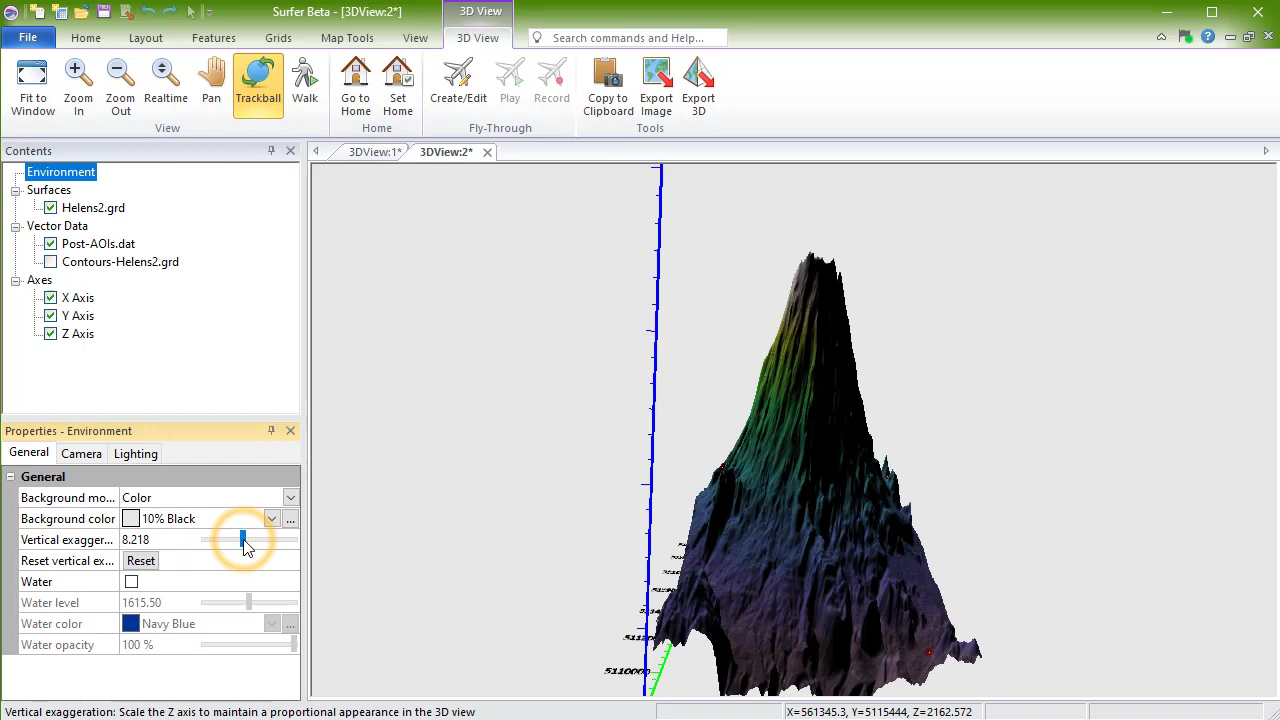 Surfer Beta - [3DView:2*]
3D View
File
Home
Layout
Features
Grids
Map Tools
View
3D View
Search commands and Help...
Fit to Window
Zoom In
Zoom Out
Realtime
Pan
Trackball
Walk
Go to Home
Set Home
Create/Edit
Play
Record
Copy to Clipboard
Export Image
Export 3D
View
Home
Fly-Through
Tools
Contents
3DView:1*
3DView:2*
Environment
Surfaces
Helens2.grd
Vector Data
Post-AOIs.dat
Contours-Helens2.grd
Axes
X Axis
Y Axis
Z Axis
Properties - Environment
General
Camera
Lighting
General
Background mo... Color
Background color 10% Black ...
Vertical exagger... 8.218
Reset vertical ex... Reset
Water
Water level 1615.50
Water color Navy Blue ...
Water opacity 100 %
5110000
Vertical exaggeration: Scale the Z axis to maintain a proportional appearance in the 3D view
X=561345.3, Y=5115444, Z=2162.572